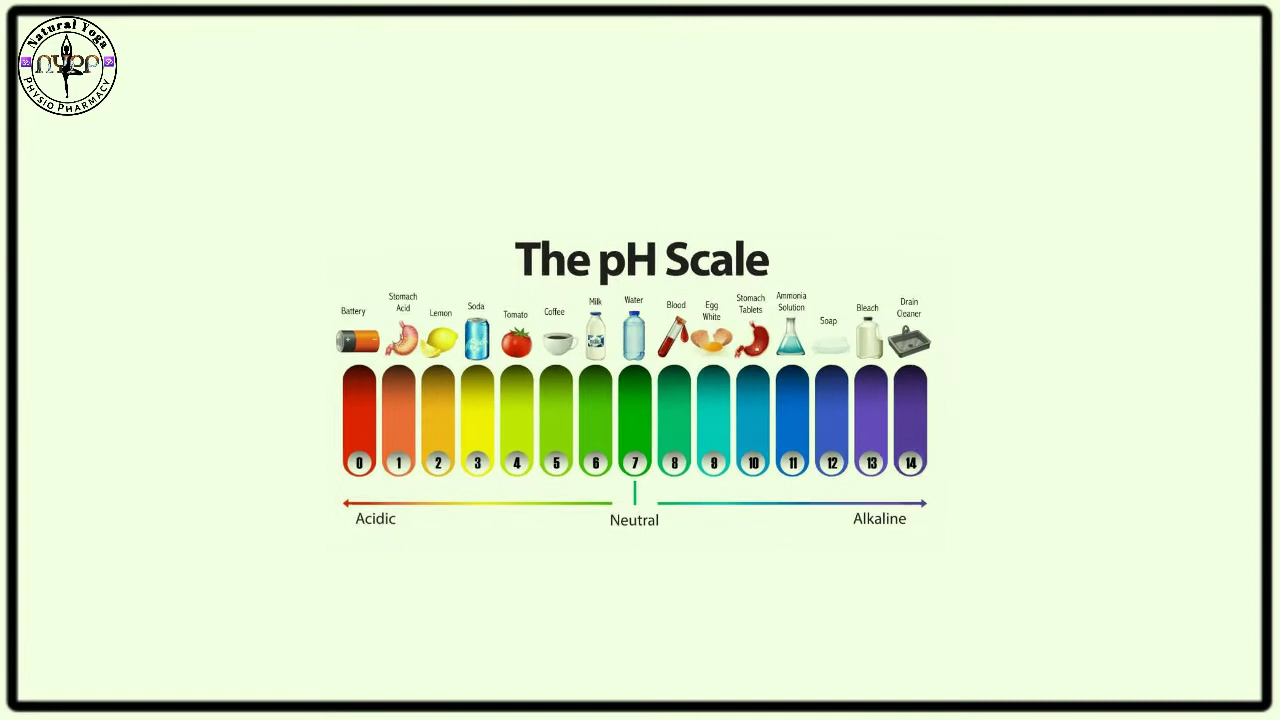 Natural Yoga
NYPP
Physio Pharmacy
The pH Scale
Battery
Stomach
Acid
Lemon
Soda
Tomato
Coffee
Milk
Water
Blood
Egg
White
Stomach
Tablets
Ammonia
Solution
Soap
Bleach
Drain
Cleaner
0 1 2 3 4 5 6 7 8 9 10 11 12 13 14
Acidic Neutral Alkaline